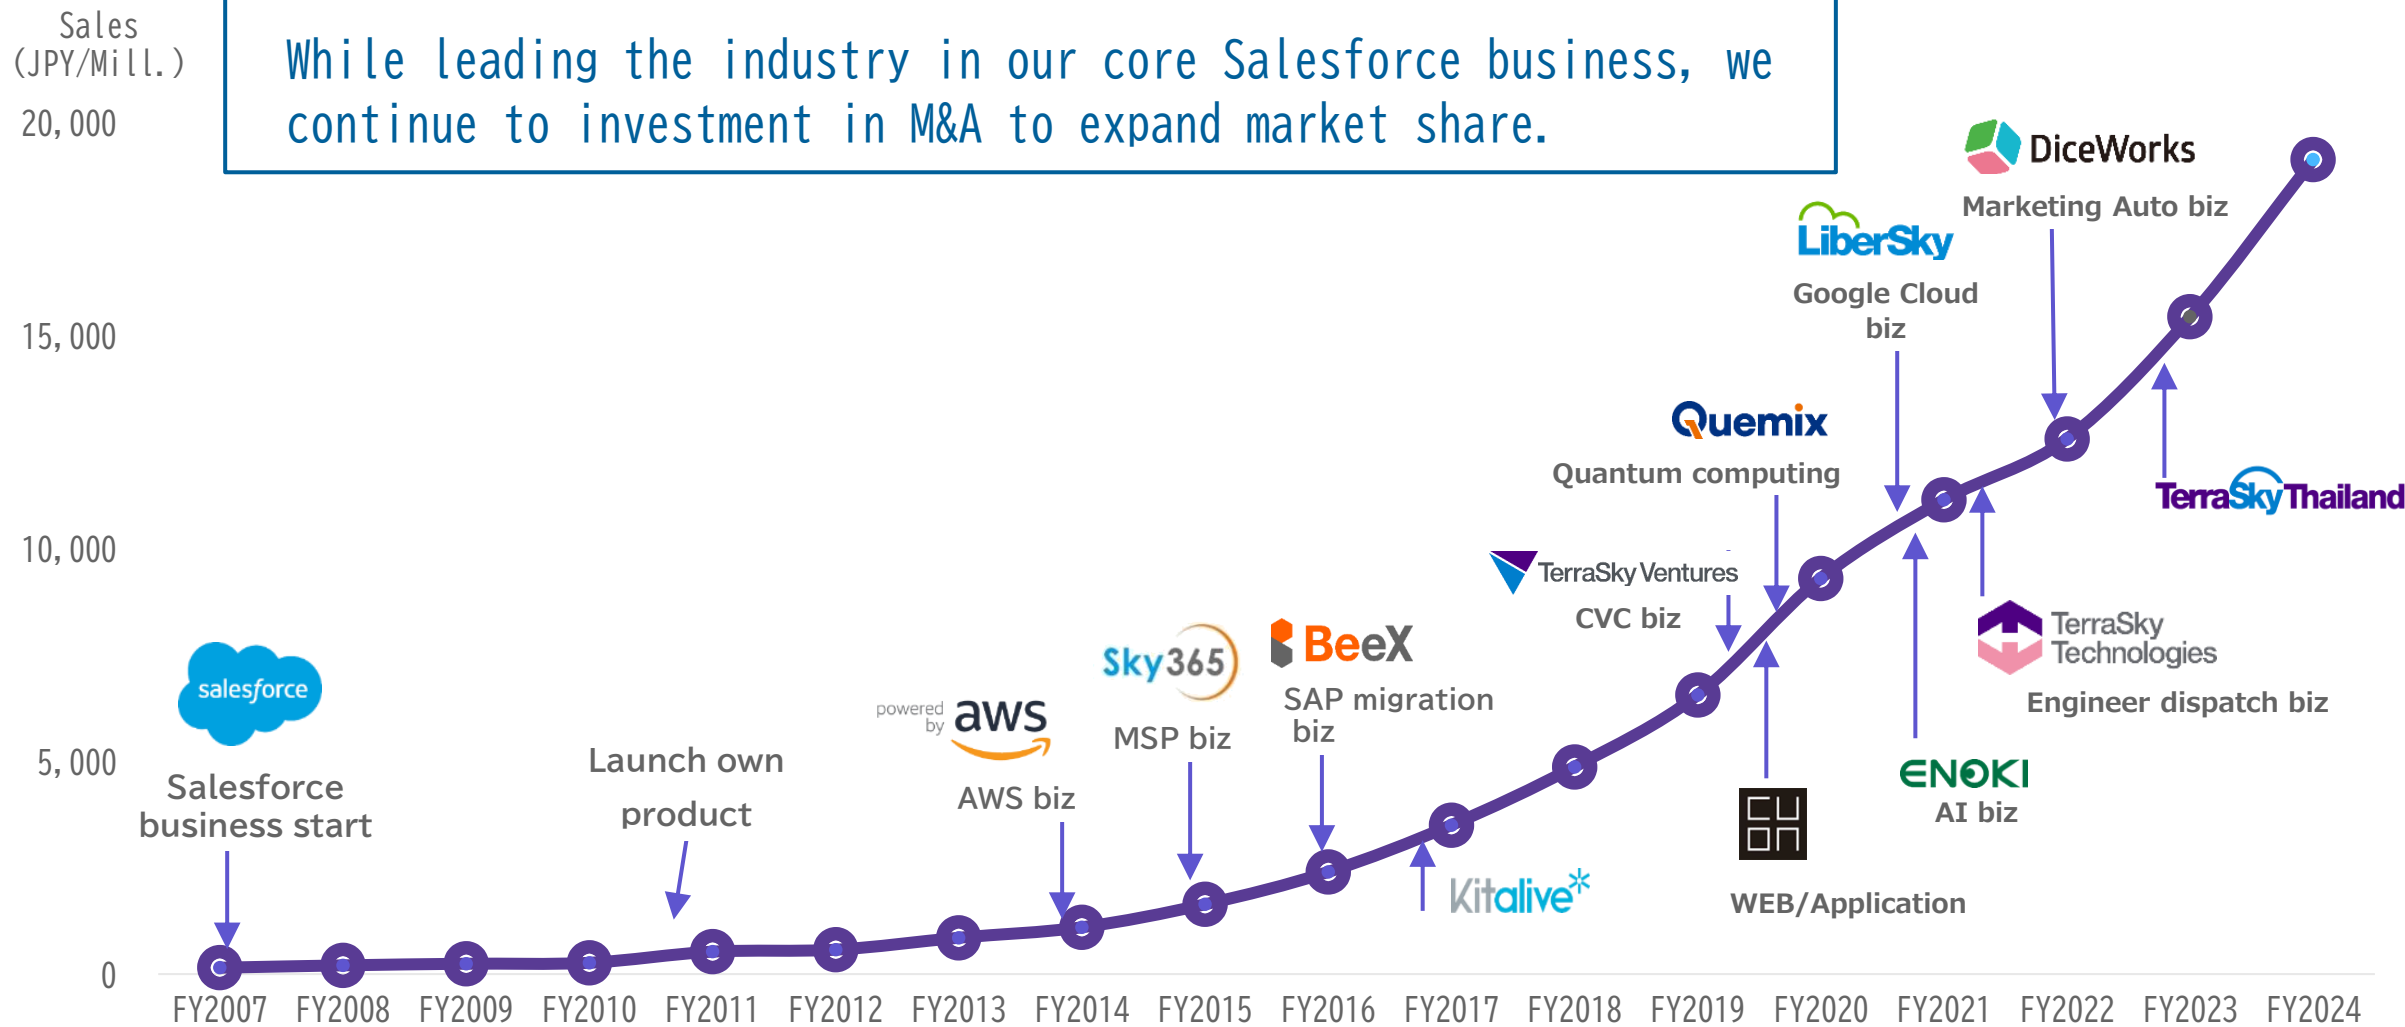 Sales
(JPY/Mill.)
While leading the industry in our core Salesforce business, we
continue to investment in M&A to expand market share.
20,000
15,000
10,000
5,000
0
salesforce
Salesforce
business start
Launch own
product
powered
by aws
AWS biz
Sky365
MSP biz
BeeX
SAP migration
biz
Kitalive
TerraSky Ventures
CVC biz
Quemix
Quantum computing
CUON
WEB/Application
LiberSky
Google Cloud
biz
ENOKI
AI biz
DiceWorks
Marketing Auto biz
TerraSky
Technologies
Engineer dispatch biz
TerraSky Thailand
FY2007 FY2008 FY2009 FY2010 FY2011 FY2012 FY2013 FY2014 FY2015 FY2016 FY2017 FY2018 FY2019 FY2020 FY2021 FY2022 FY2023 FY2024